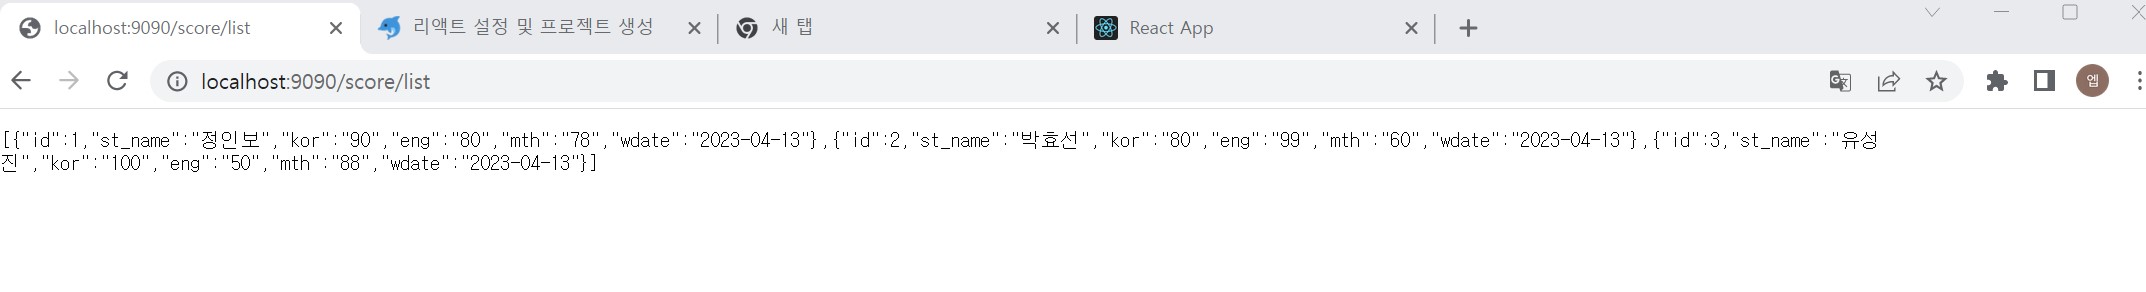 localhost:9090/score/list
리액트 설정 및 프로젝트 생성
새 탭
React App
localhost:9090/score/list
엡
[{"id":1,"st_name":"정인보","kor":"90","eng":"80","mth":"78","wdate":"2023-04-13"},{"id":2,"st_name":"박효선","kor":"80","eng":"99","mth":"60","wdate":"2023-04-13"},{"id":3,"st_name":"유성
진","kor":"100","eng":"50","mth":"88","wdate":"2023-04-13"}]